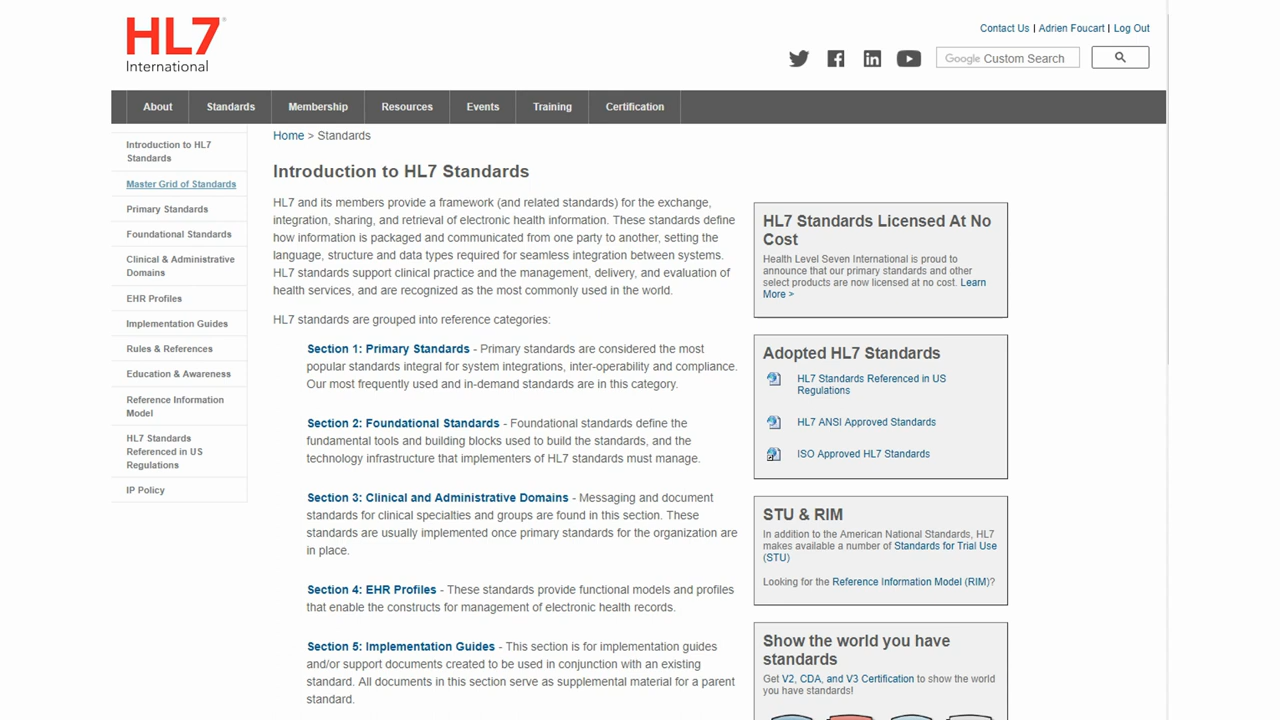 HL7
International
Contact Us | Adrien Foucart | Log Out
Google Custom Search
About Standards Membership Resources Events Training Certification
Introduction to HL7
Standards
Master Grid of Standards
Primary Standards
Foundational Standards
Clinical & Administrative
Domains
EHR Profiles
Implementation Guides
Rules & References
Education & Awareness
Reference Information
Model
HL7 Standards
Referenced in US
Regulations
IP Policy
Home > Standards
Introduction to HL7 Standards
HL7 and its members provide a framework (and related standards) for the exchange,
integration, sharing, and retrieval of electronic health information. These standards define
how information is packaged and communicated from one party to another, setting the
language, structure and data types required for seamless integration between systems.
HL7 standards support clinical practice and the management, delivery, and evaluation of
health services, and are recognized as the most commonly used in the world.
HL7 standards are grouped into reference categories:
Section 1: Primary Standards - Primary standards are considered the most
popular standards integral for system integrations, inter-operability and compliance.
Our most frequently used and in-demand standards are in this category.
Section 2: Foundational Standards - Foundational standards define the
fundamental tools and building blocks used to build the standards, and the
technology infrastructure that implementers of HL7 standards must manage.
Section 3: Clinical and Administrative Domains - Messaging and document
standards for clinical specialties and groups are found in this section. These
standards are usually implemented once primary standards for the organization are
in place.
Section 4: EHR Profiles - These standards provide functional models and profiles
that enable the constructs for management of electronic health records.
Section 5: Implementation Guides - This section is for implementation guides
and/or support documents created to be used in conjunction with an existing
standard. All documents in this section serve as supplemental material for a parent
standard.
HL7 Standards Licensed At No
Cost
Health Level Seven International is proud to
announce that our primary standards and other
select products are now licensed at no cost. Learn
More >
Adopted HL7 Standards
HL7 Standards Referenced in US
Regulations
HL7 ANSI Approved Standards
ISO Approved HL7 Standards
STU & RIM
In addition to the American National Standards, HL7
makes available a number of Standards for Trial Use
(STU)
Looking for the Reference Information Model (RIM)?
Show the world you have
standards
Get V2, CDA, and V3 Certification to show the world
you have standards!